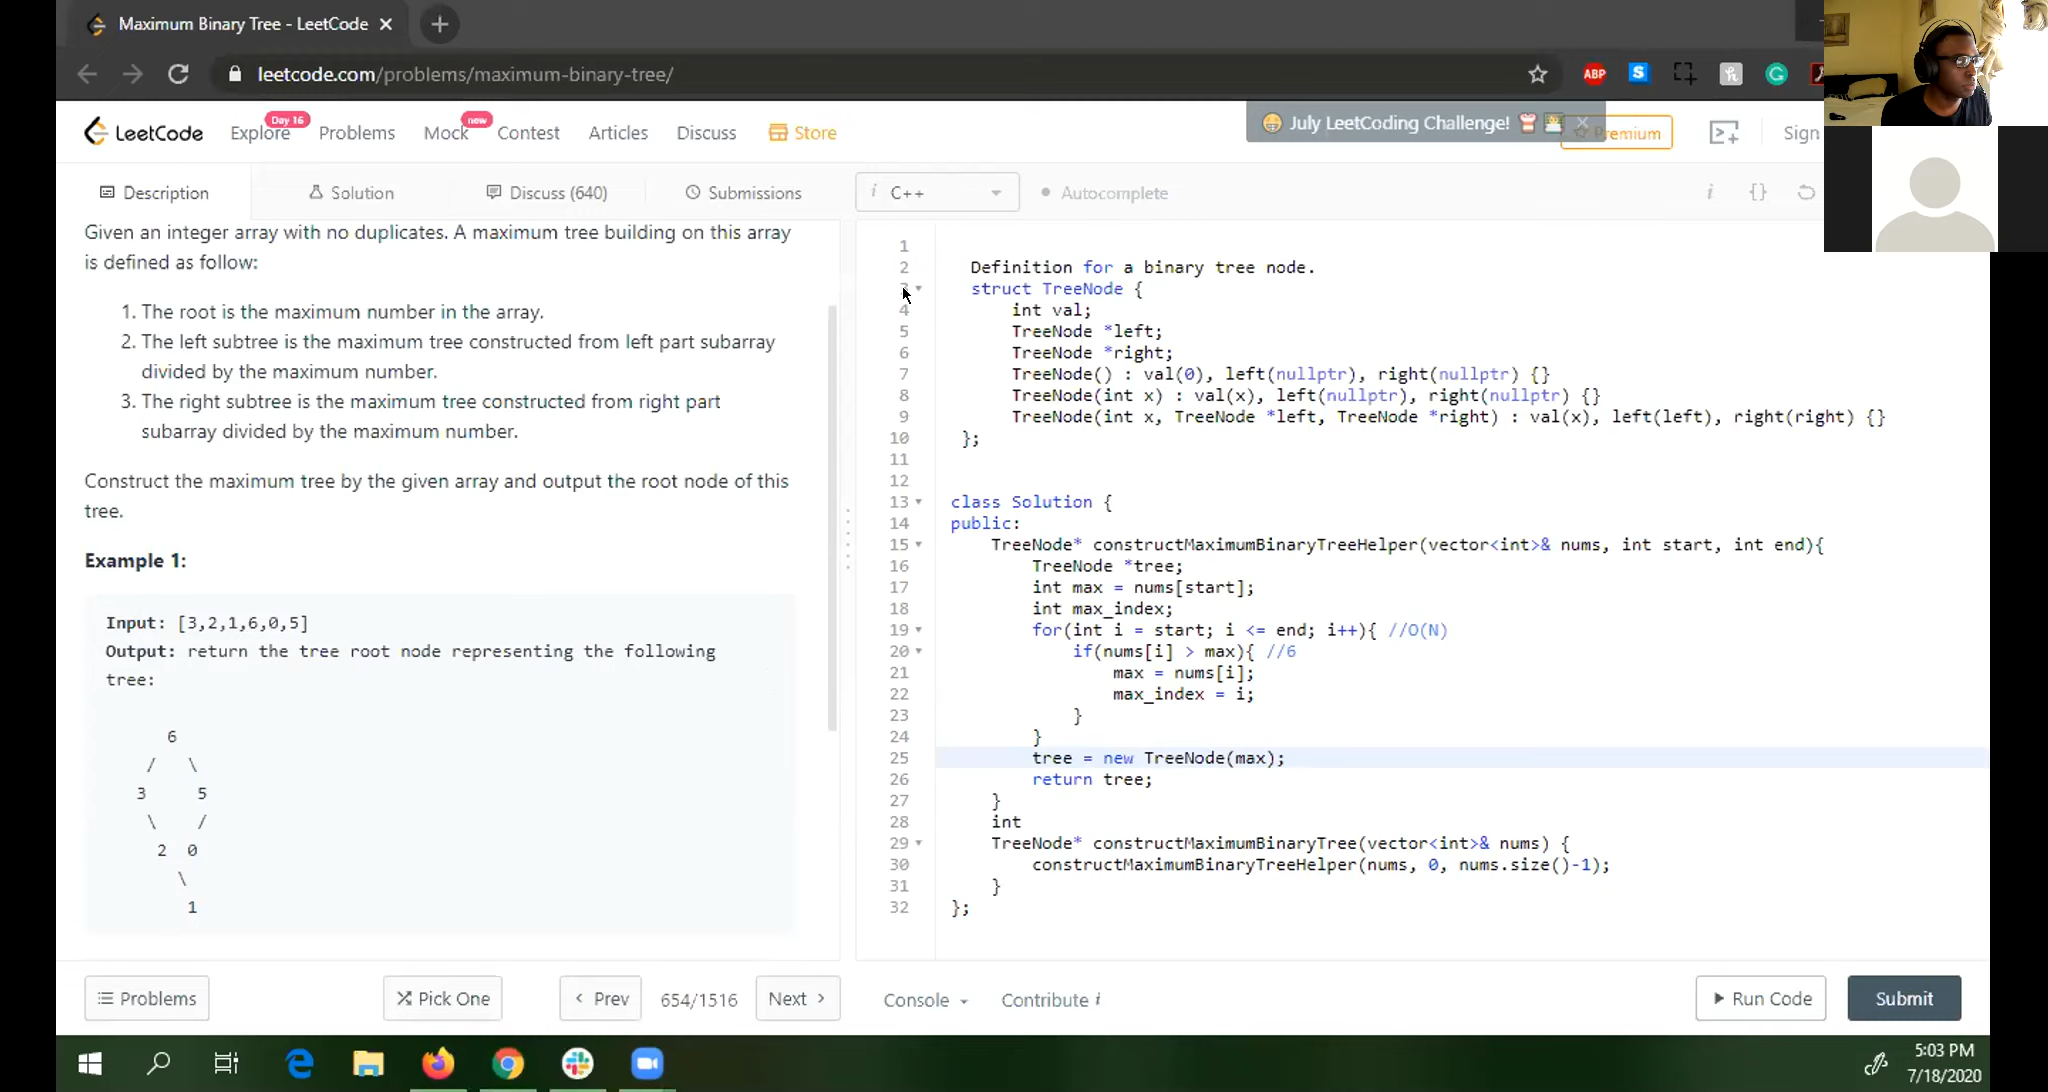 Maximum Binary Tree - LeetCode
leetcode.com/problems/maximum-binary-tree/
ABP
S
G
LeetCode
Explore
Day 16
Problems
Mock
new
Contest
Articles
Discuss
Store
July LeetCoding Challenge!
Premium
Sign
Description
Solution
Discuss (640)
Submissions
i C++
Autocomplete
i {}
Given an integer array with no duplicates. A maximum tree building on this array
is defined as follow:
1. The root is the maximum number in the array.
2. The left subtree is the maximum tree constructed from left part subarray
divided by the maximum number.
3. The right subtree is the maximum tree constructed from right part
subarray divided by the maximum number.
Construct the maximum tree by the given array and output the root node of this
tree.
Example 1:
Input: [3,2,1,6,0,5]
Output: return the tree root node representing the following
tree:
6
/ \
3 5
\ /
2 0
\
1
1
2 Definition for a binary tree node.
3 struct TreeNode {
4 int val;
5 TreeNode *left;
6 TreeNode *right;
7 TreeNode() : val(0), left(nullptr), right(nullptr) {}
8 TreeNode(int x) : val(x), left(nullptr), right(nullptr) {}
9 TreeNode(int x, TreeNode *left, TreeNode *right) : val(x), left(left), right(right) {}
10 };
11
12
13 class Solution {
14 public:
15 TreeNode* constructMaximumBinaryTreeHelper(vector<int>& nums, int start, int end){
16 TreeNode *tree;
17 int max = nums[start];
18 int max_index;
19 for(int i = start; i <= end; i++){ //O(N)
20 if(nums[i] > max){ //6
21 max = nums[i];
22 max_index = i;
23 }
24 }
25 tree = new TreeNode(max);
26 return tree;
27 }
28 int
29 TreeNode* constructMaximumBinaryTree(vector<int>& nums) {
30 constructMaximumBinaryTreeHelper(nums, 0, nums.size()-1);
31 }
32 };
Problems
Pick One
< Prev
654/1516
Next >
Console
Contribute i
Run Code
Submit
5:03 PM
7/18/2020